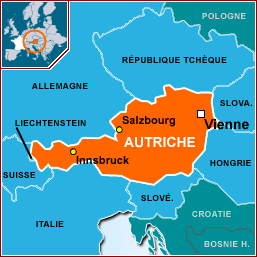 POLOGNE
ALLEMAGNE
RÉPUBLIQUE TCHÈQUE
SLOVA.
LIECHTENSTEIN
Salzbourg
Vienne
AUTRICHE
Innsbruck
HONGRIE
SUISSE
SLOVÉ.
CROATIE
ITALIE
BOSNIE H.